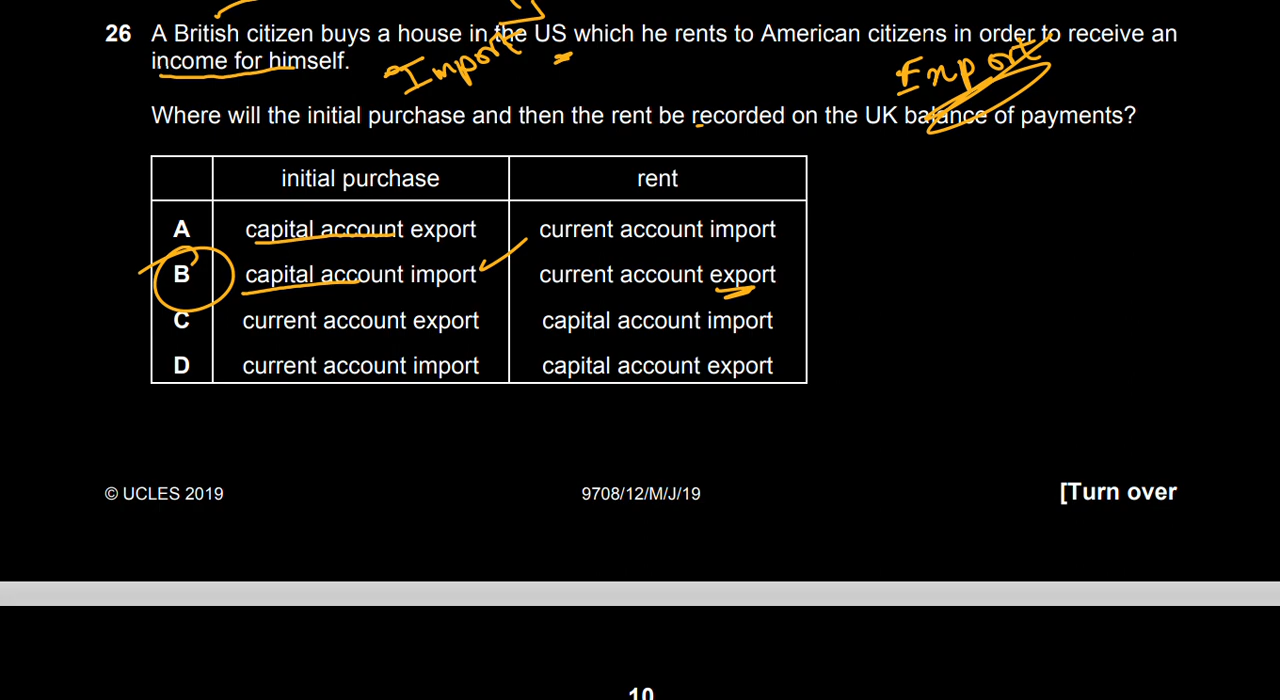 26 A British citizen buys a house in the US which he rents to American citizens in order to receive an
income for himself.
Import
Exxport
Where will the initial purchase and then the rent be recorded on the UK balance of payments?
initial purchase rent
A capital account export current account import
B capital account import current account export
C current account export capital account import
D current account import capital account export
© UCLES 2019 9708/12/M/J/19 [Turn over
10